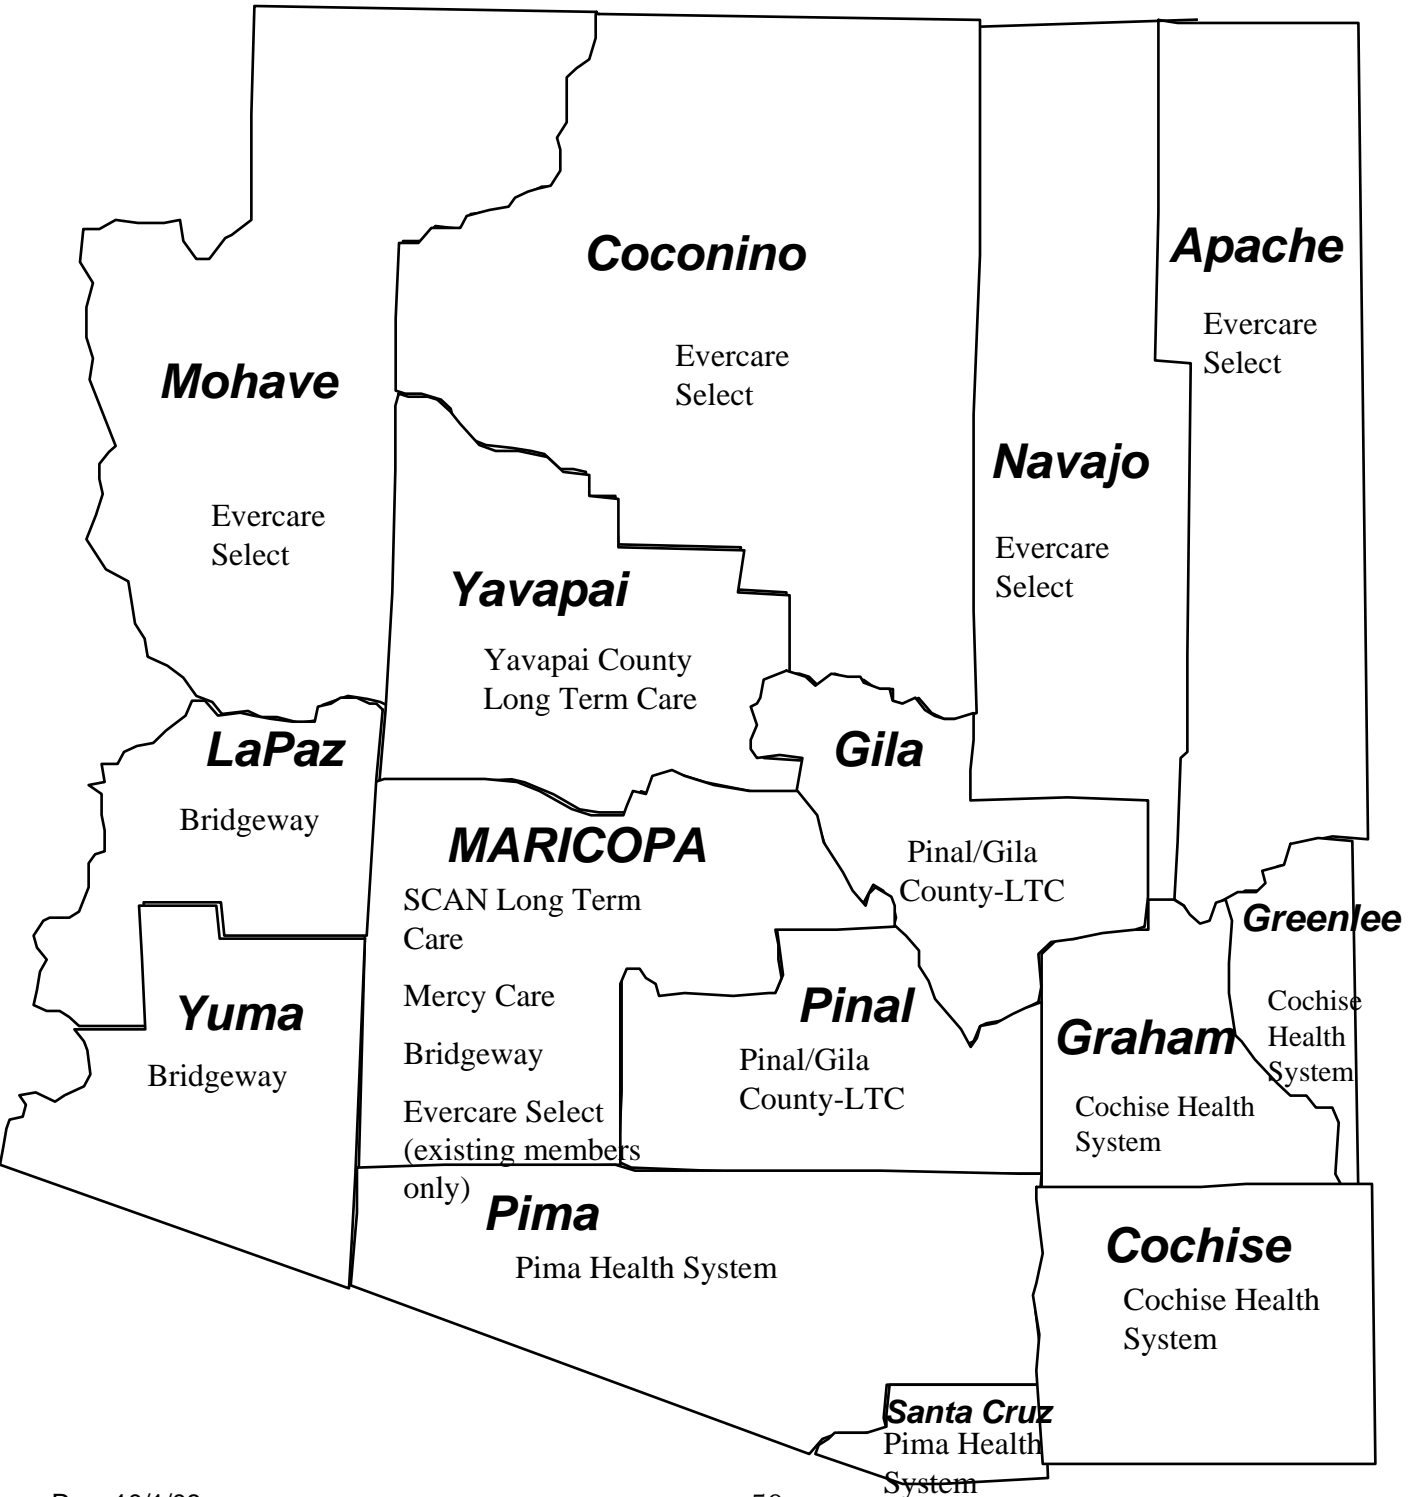 Coconino
Evercare
Select
Apache
Evercare
Select
Mohave
Evercare
Select
Navajo
Evercare
Select
Yavapai
Yavapai County
Long Term Care
LaPaz
Bridgeway
Gila
Pinal/Gila
County-LTC
MARICOPA
SCAN Long Term
Care
Mercy Care
Bridgeway
Evercare Select
(existing members
only)
Greenlee
Cochise
Health
System
Yuma
Bridgeway
Pinal
Pinal/Gila
County-LTC
Graham
Cochise Health
System
Pima
Pima Health System
Cochise
Cochise Health
System
Santa Cruz
Pima Health
System